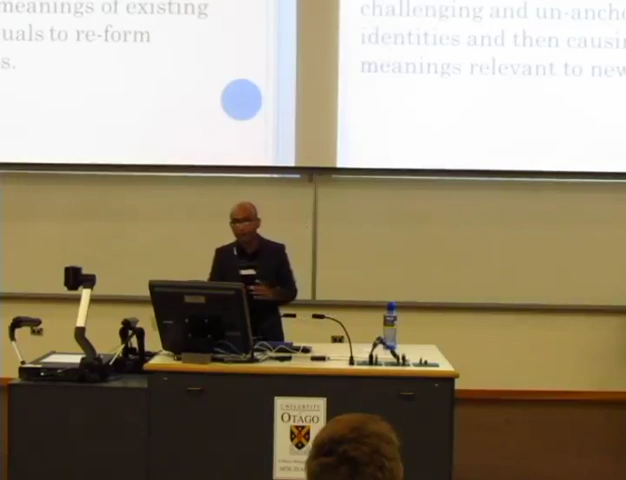 meanings of existing
uals to re-form
s.
challenging and un-ancho
identities and then causin
meanings relevant to new
UNIVERSITY
OTAGO